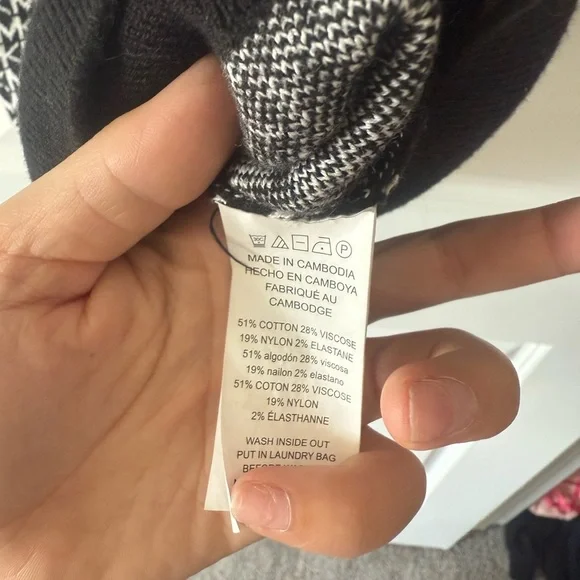 P
MADE IN CAMBODIA
HECHO EN CAMBOYA
FABRIQUÉ AU
CAMBODGE
51% COTTON 28% VISCOSE
19% NYLON 2% ELASTANE
51% algodón 28% viscosa
19% nailon 2% elastano
51% COTON 28% VISCOSE
19% NYLON
2% ÉLASTHANNE
WASH INSIDE OUT
PUT IN LAUNDRY BAG